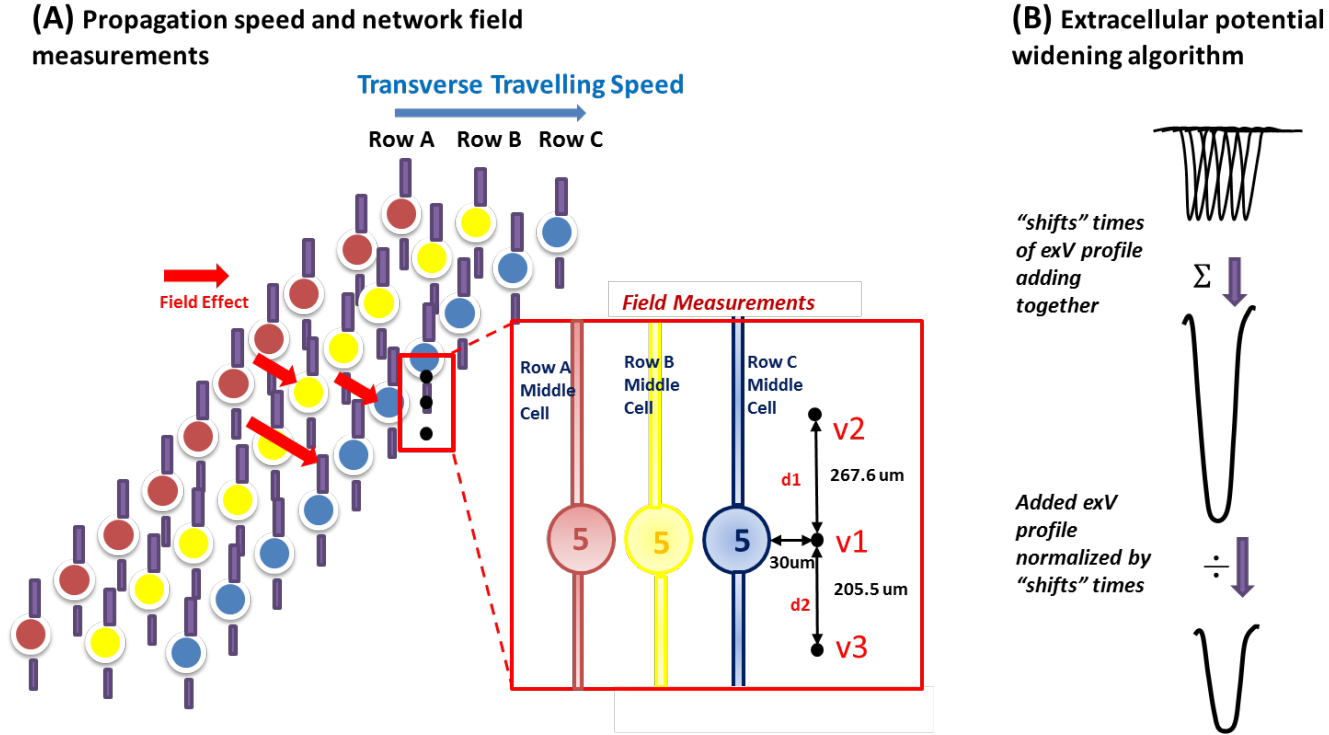 (A) Propagation speed and network field
measurements
Transverse Travelling Speed
Row A Row B Row C
Field Effect
Field Measurements
Row A
Middle
Cell
Row B
Middle
Cell
Row C
Middle
Cell
v2
d1
267.6 um
5
5
5
v1
30um
d2
205.5 um
v3
(B) Extracellular potential
widening algorithm
“shifts” times
of exV profile
adding
together
Σ
Added exV
profile
normalized by
“shifts” times
÷